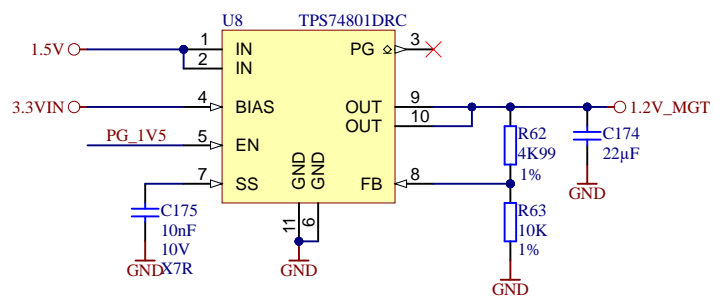 U8 TPS74801DRC
1.5V 1 IN PG 3
2 IN
3.3VIN 4 BIAS OUT 9 1.2V_MGT
OUT 10
PG_1V5 5 EN
R62
4K99
1%
C174
22µF
GND
7 SS GND GND FB 8
11 6
C175
10nF
10V
X7R
GND
GND
R63
10K
1%
GND